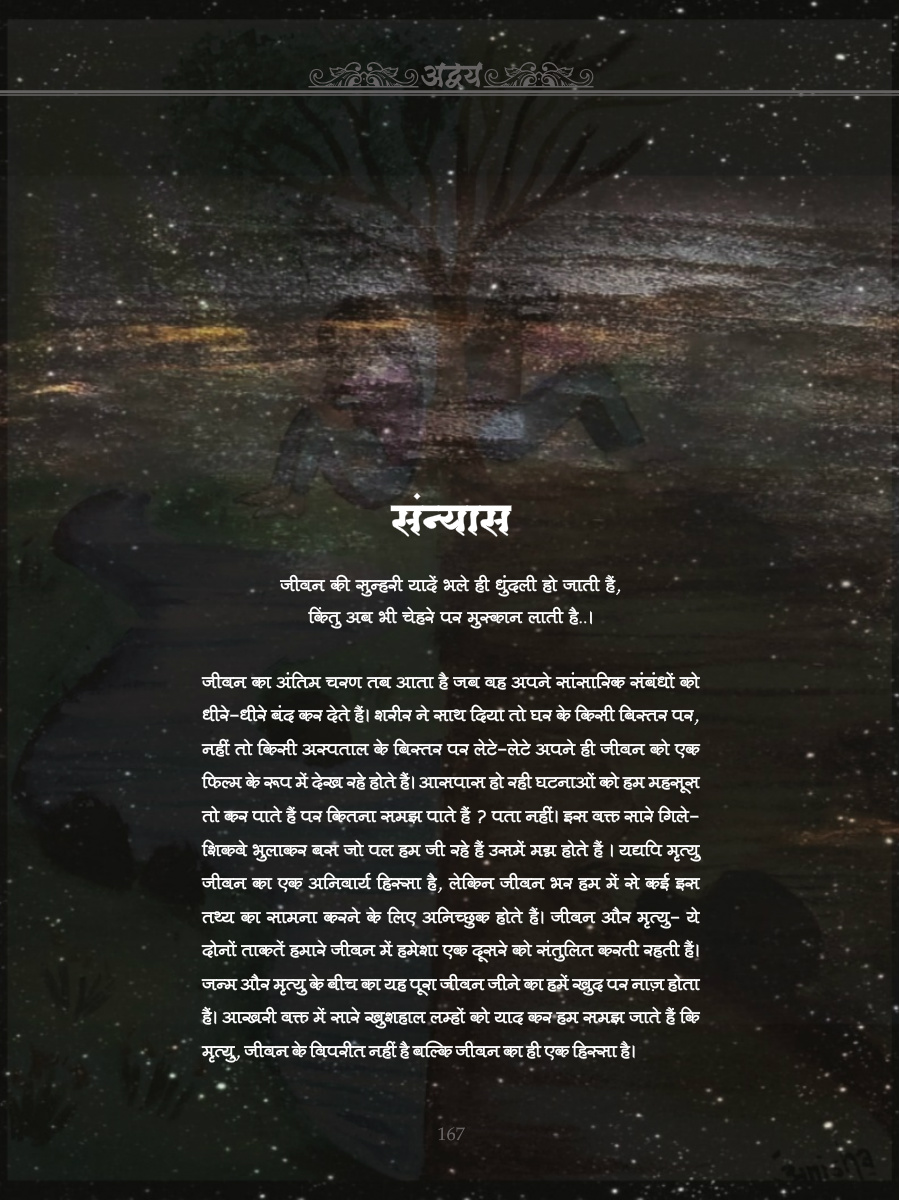 अद्वय
संन्यास
जीवन की सुन्हरी यादें भले ही धुंदली हो जाती हैं,
किंतु अब भी चेहरे पर मुस्कान लाती है..।
जीवन का अंतिम चरण तब आता है जब वह अपने सांसारिक संबंधों को
धीरे-धीरे बंद कर देते हैं। शरीर ने साथ दिया तो घर के किसी बिस्तर पर,
नहीं तो किसी अस्पताल के बिस्तर पर लेटे-लेटे अपने ही जीवन को एक
फिल्म के रूप में देख रहे होते हैं। आसपास हो रही घटनाओं को हम महसूस
तो कर पाते हैं पर कितना समझ पाते हैं ? पता नहीं। इस वक्त सारे गिले-
शिकवे भुलाकर बस जो पल हम जी रहे हैं उसमें मग्न होते हैं । यद्यपि मृत्यु
जीवन का एक अनिवार्य हिस्सा है, लेकिन जीवन भर हम में से कई इस
तथ्य का सामना करने के लिए अनिच्छुक होते हैं। जीवन और मृत्यु- ये
दोनों ताकतें हमारे जीवन में हमेशा एक दूसरे को संतुलित करती रहती हैं।
जन्म और मृत्यु के बीच का यह पूरा जीवन जीने का हमें खुद पर नाज़ होता
हैं। आखरी वक्त में सारे खुशहाल लम्हों को याद कर हम समझ जाते हैं कि
मृत्यु, जीवन के विपरीत नहीं है बल्कि जीवन का ही एक हिस्सा है।
167